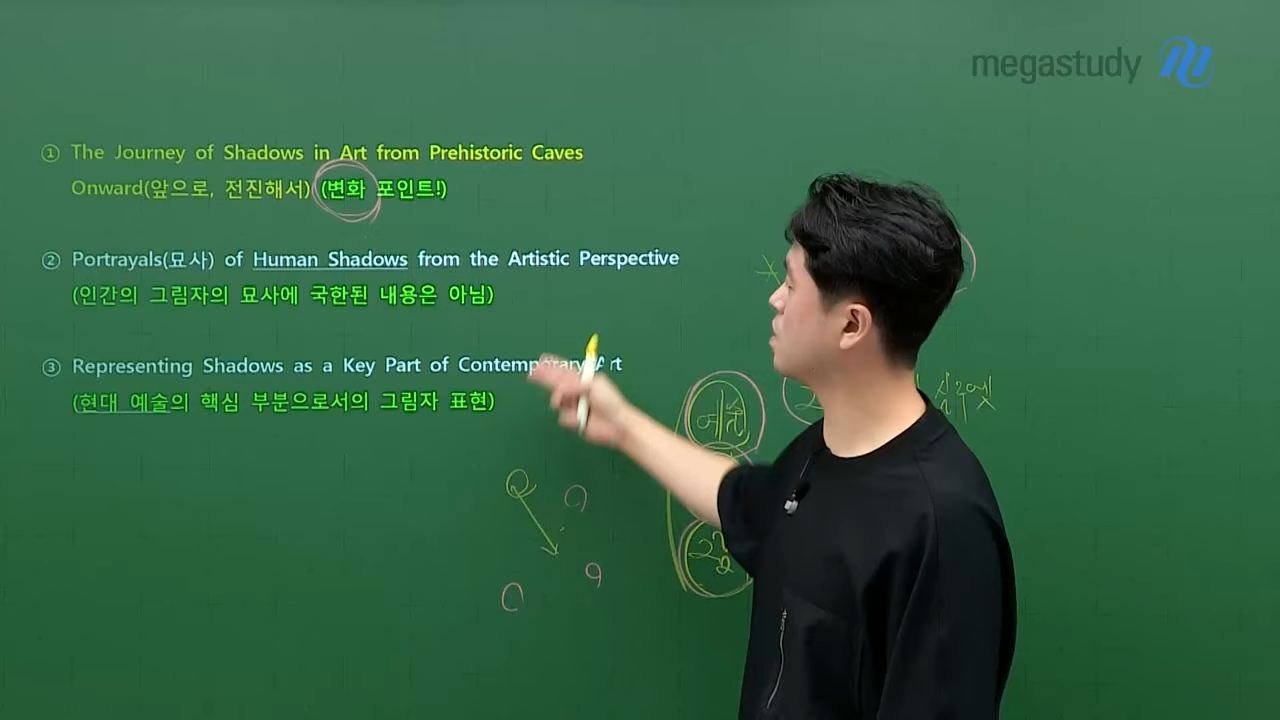 megastudy
① The Journey of Shadows in Art from Prehistoric Caves
Onward(앞으로, 전진해서) (변화 포인트!)
② Portrayals(묘사) of Human Shadows from the Artistic Perspective
(인간의 그림자의 묘사에 국한된 내용은 아님)
③ Representing Shadows as a Key Part of Contemporary Art
(현대 예술의 핵심 부분으로서의 그림자 표현)
예술